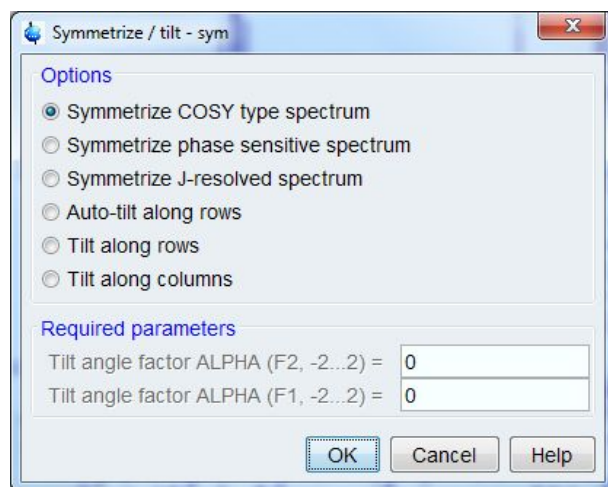 Symmetrize / tilt - sym
Options
Symmetrize COSY type spectrum
Symmetrize phase sensitive spectrum
Symmetrize J-resolved spectrum
Auto-tilt along rows
Tilt along rows
Tilt along columns
Required parameters
Tilt angle factor ALPHA (F2, -2...2) = 0
Tilt angle factor ALPHA (F1, -2...2) = 0
OK Cancel Help